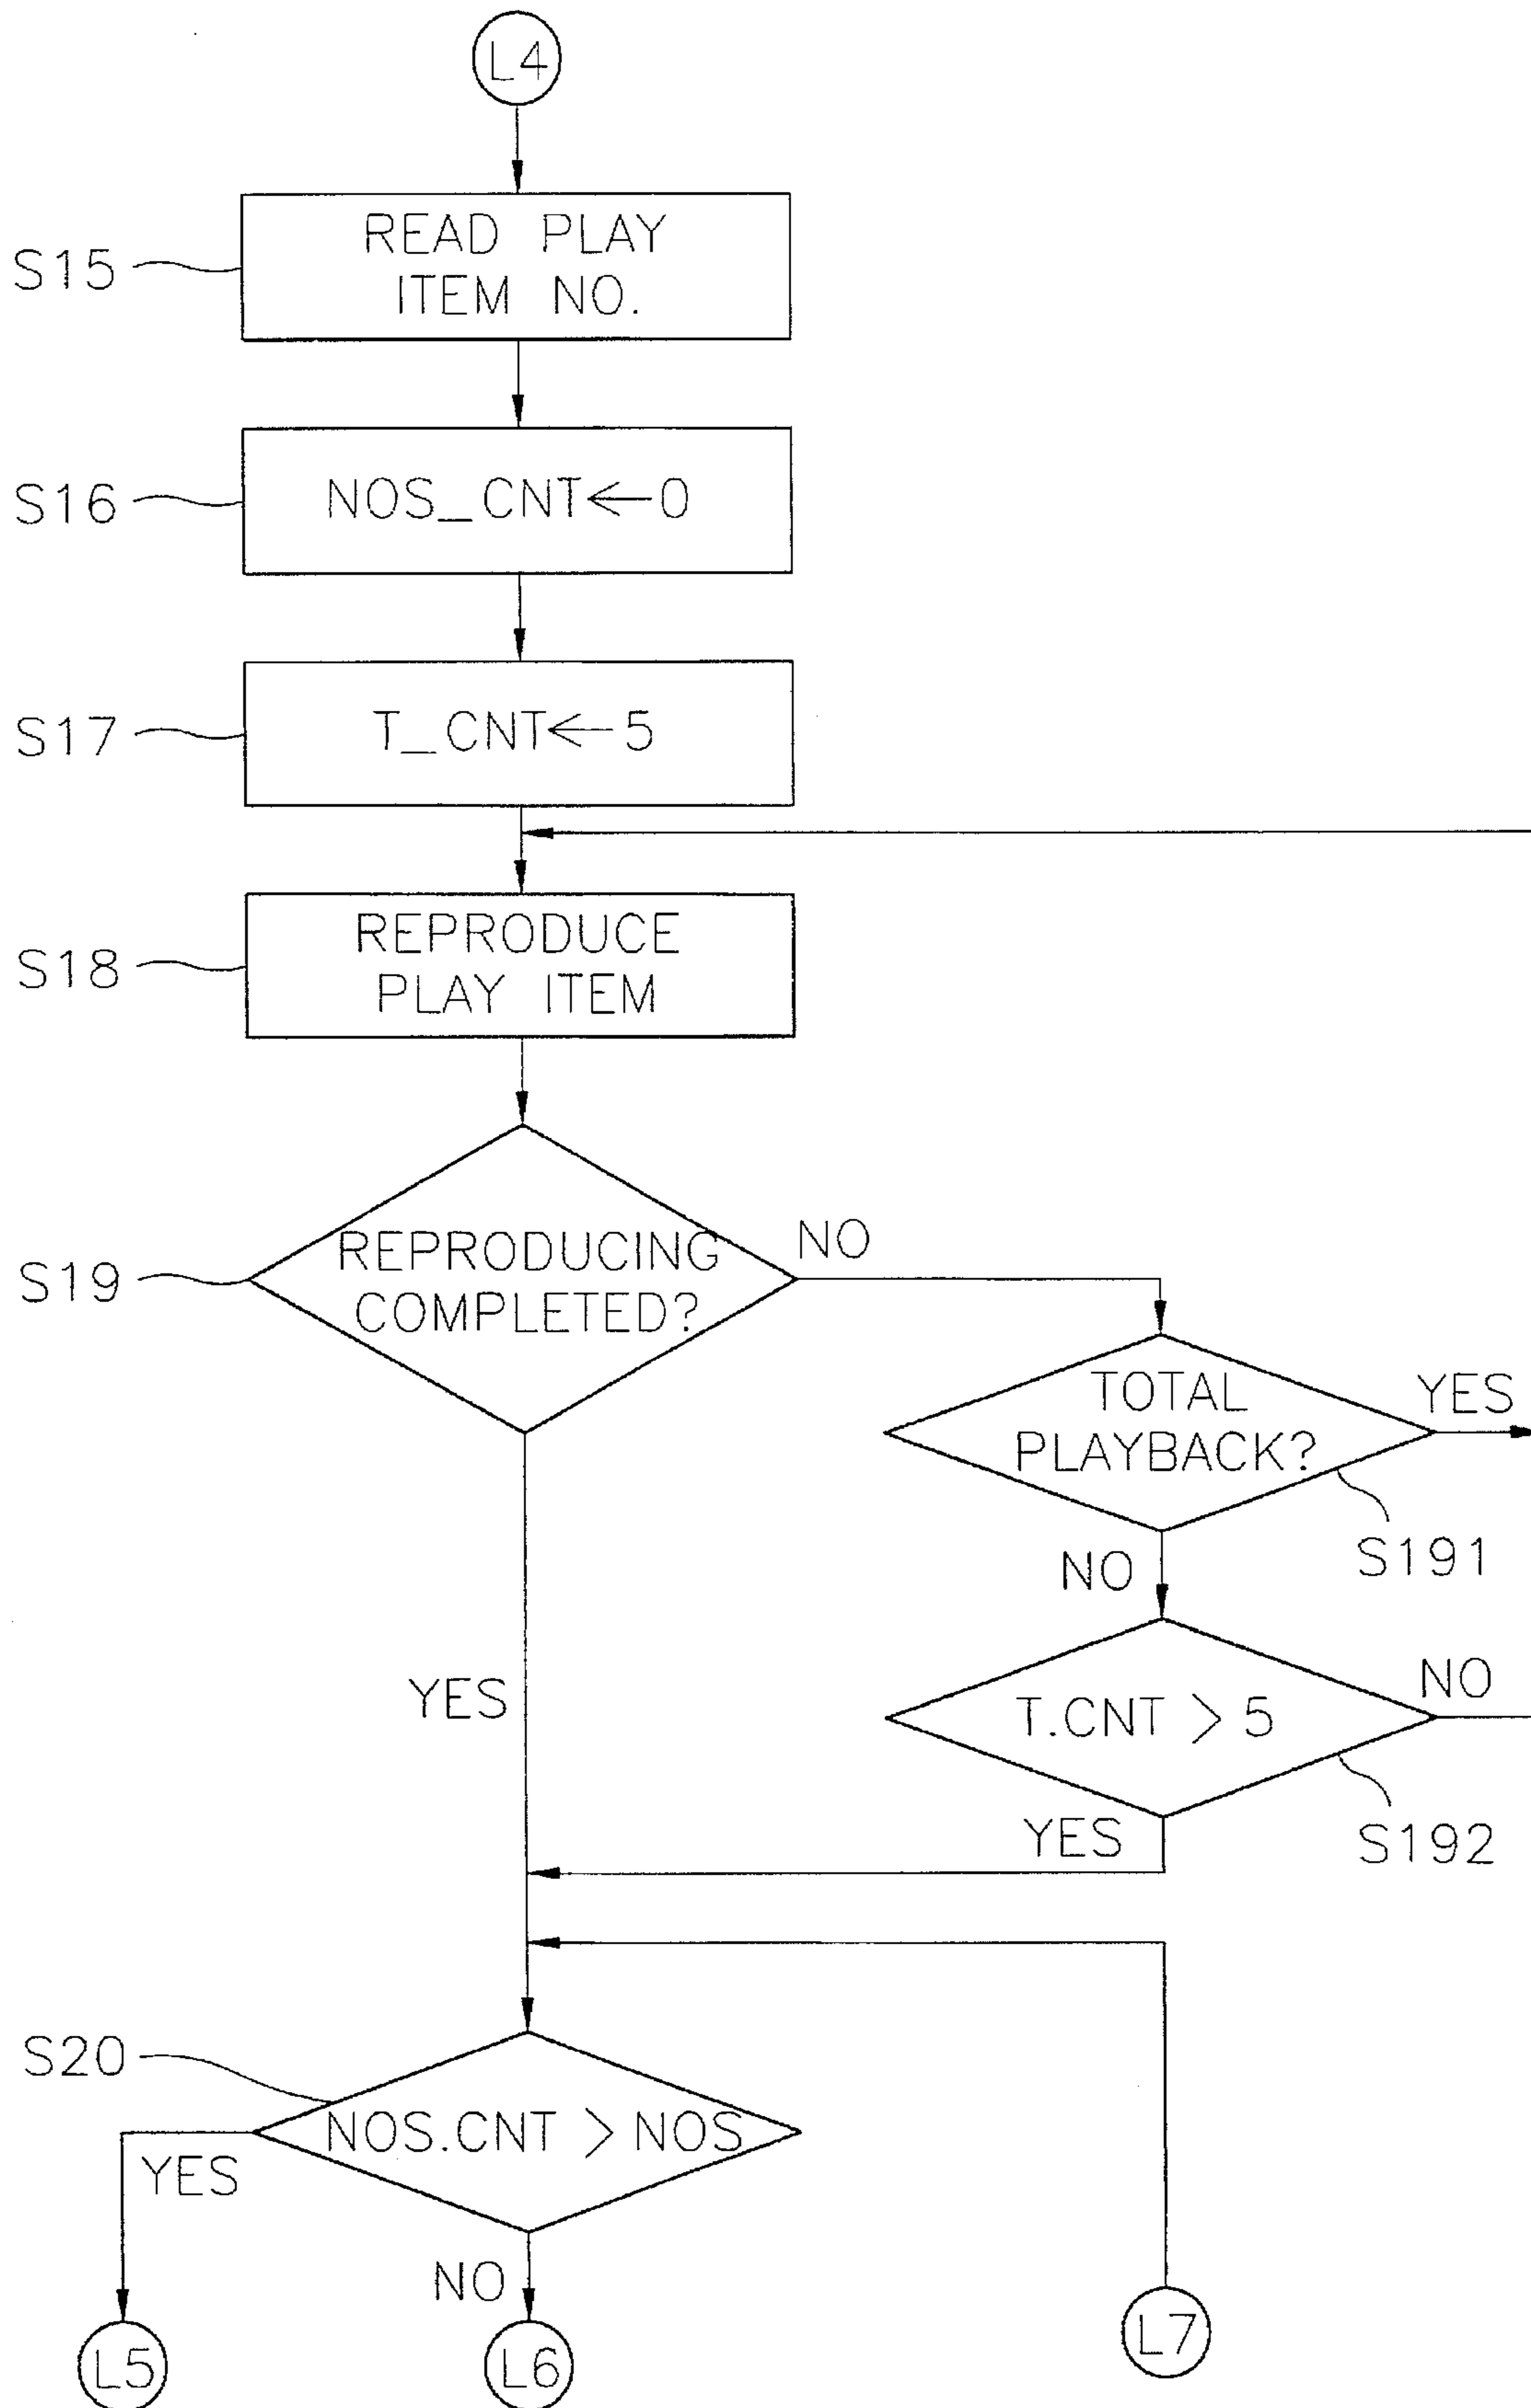 L4
READ PLAY
ITEM NO.
S15
NOS_CNT←0
S16
T_CNT←5
S17
REPRODUCE
PLAY ITEM
S18
REPRODUCING
COMPLETED?
S19
NO
TOTAL
PLAYBACK?
YES
S191
NO
T.CNT > 5
NO
S192
YES
YES
S20
NOS.CNT > NOS
YES
NO
L5
L6
L7